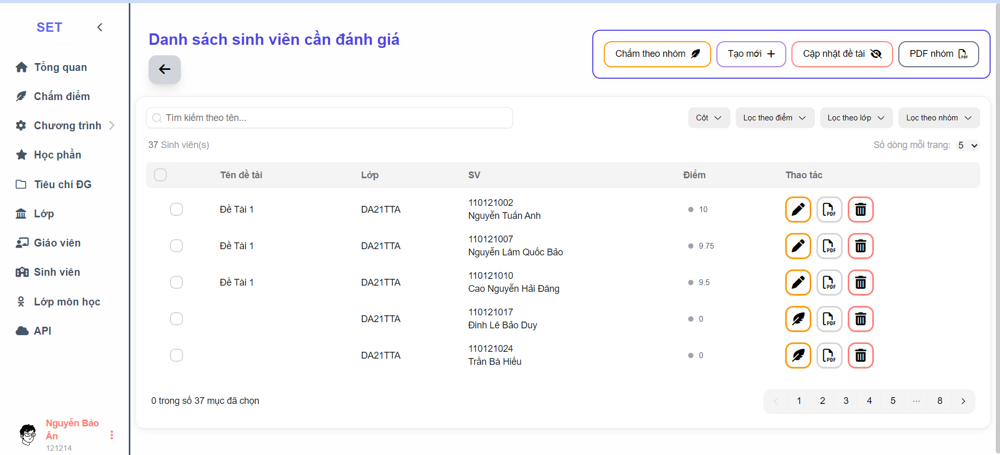 SET
Tổng quan
Chấm điểm
Chương trình
Học phần
Tiêu chí ĐG
Lớp
Giáo viên
Sinh viên
Lớp môn học
API
Nguyễn Bảo
Ân
121214
Danh sách sinh viên cần đánh giá
Chấm theo nhóm
Tạo mới
Cập nhật đề tài
PDF nhóm
Tìm kiếm theo tên...
Cột
Lọc theo điểm
Lọc theo lớp
Lọc theo nhóm
37 Sinh viên(s)
Số dòng mỗi trang: 5
Tên đề tài Lớp SV Điểm Thao tác
110121002
Đề Tài 1 DA21TTA 10
Nguyễn Tuấn Anh
110121007
Đề Tài 1 DA21TTA 9.75
Nguyễn Lâm Quốc Bảo
110121010
Đề Tài 1 DA21TTA 9.5
Cao Nguyễn Hải Đăng
110121017
DA21TTA 0
Đinh Lê Bảo Duy
110121024
DA21TTA 0
Trần Bá Hiếu
0 trong số 37 mục đã chọn
1 2 3 4 5 ... 8